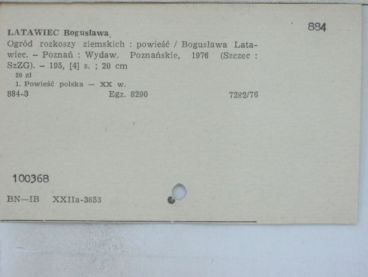 884
LATAWIEC Bogusława
Ogród rozkoszy ziemskich : powieść / Bogusława Lata-
wiec. – Poznań : Wydaw. Poznańskie, 1976 (Szczec :
SzZG). – 195, [4] s. ; 20 cm
20 zł
1. Powieść polska — XX w.
884-3 Egz. 8290 7282/76
100368
BN—IB XXIIa-3653